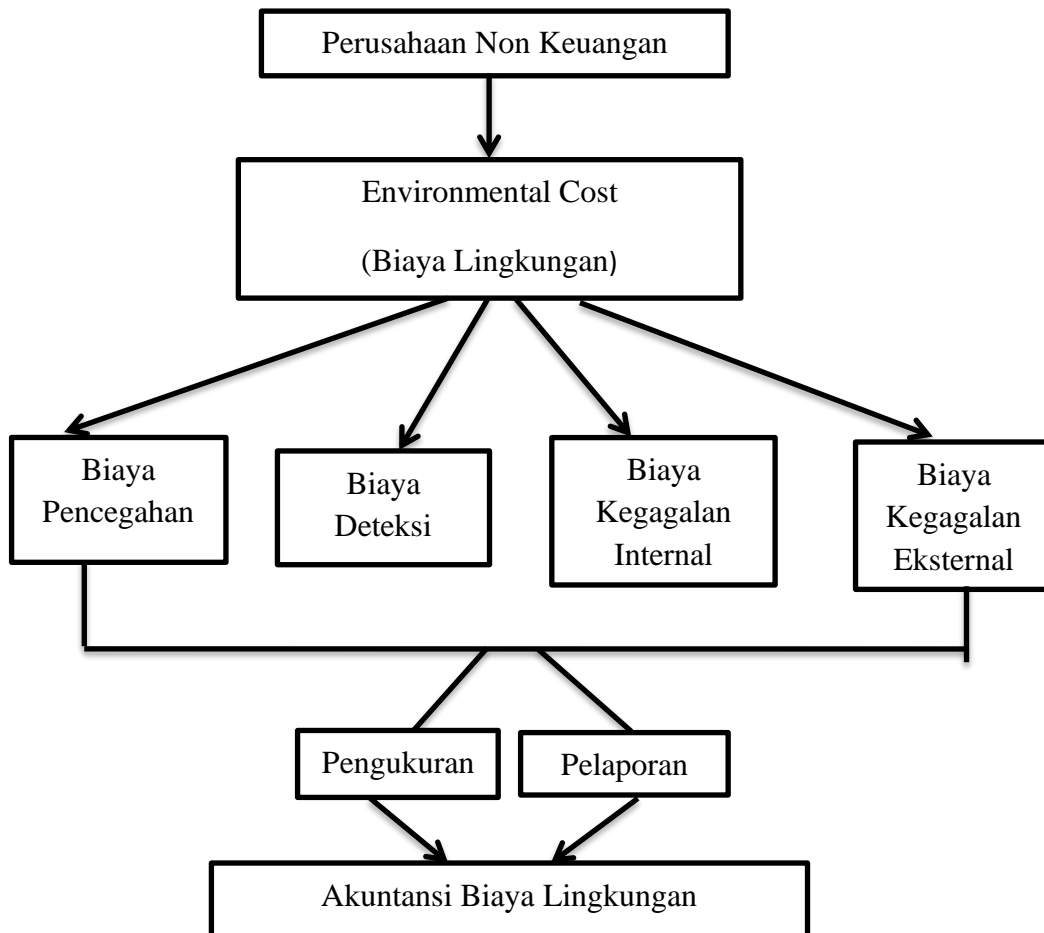 Perusahaan Non Keuangan
Environmental Cost
(Biaya Lingkungan)
Biaya
Pencegahan
Biaya
Deteksi
Biaya
Kegagalan
Internal
Biaya
Kegagalan
Eksternal
Pengukuran
Pelaporan
Akuntansi Biaya Lingkungan